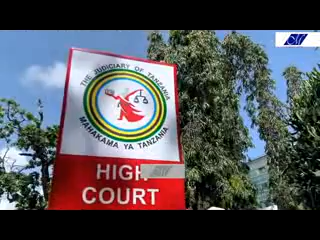 THE JUDICIARY OF TANZANIA
MAHAKAMA YA TANZANIA
HIGH
COURT